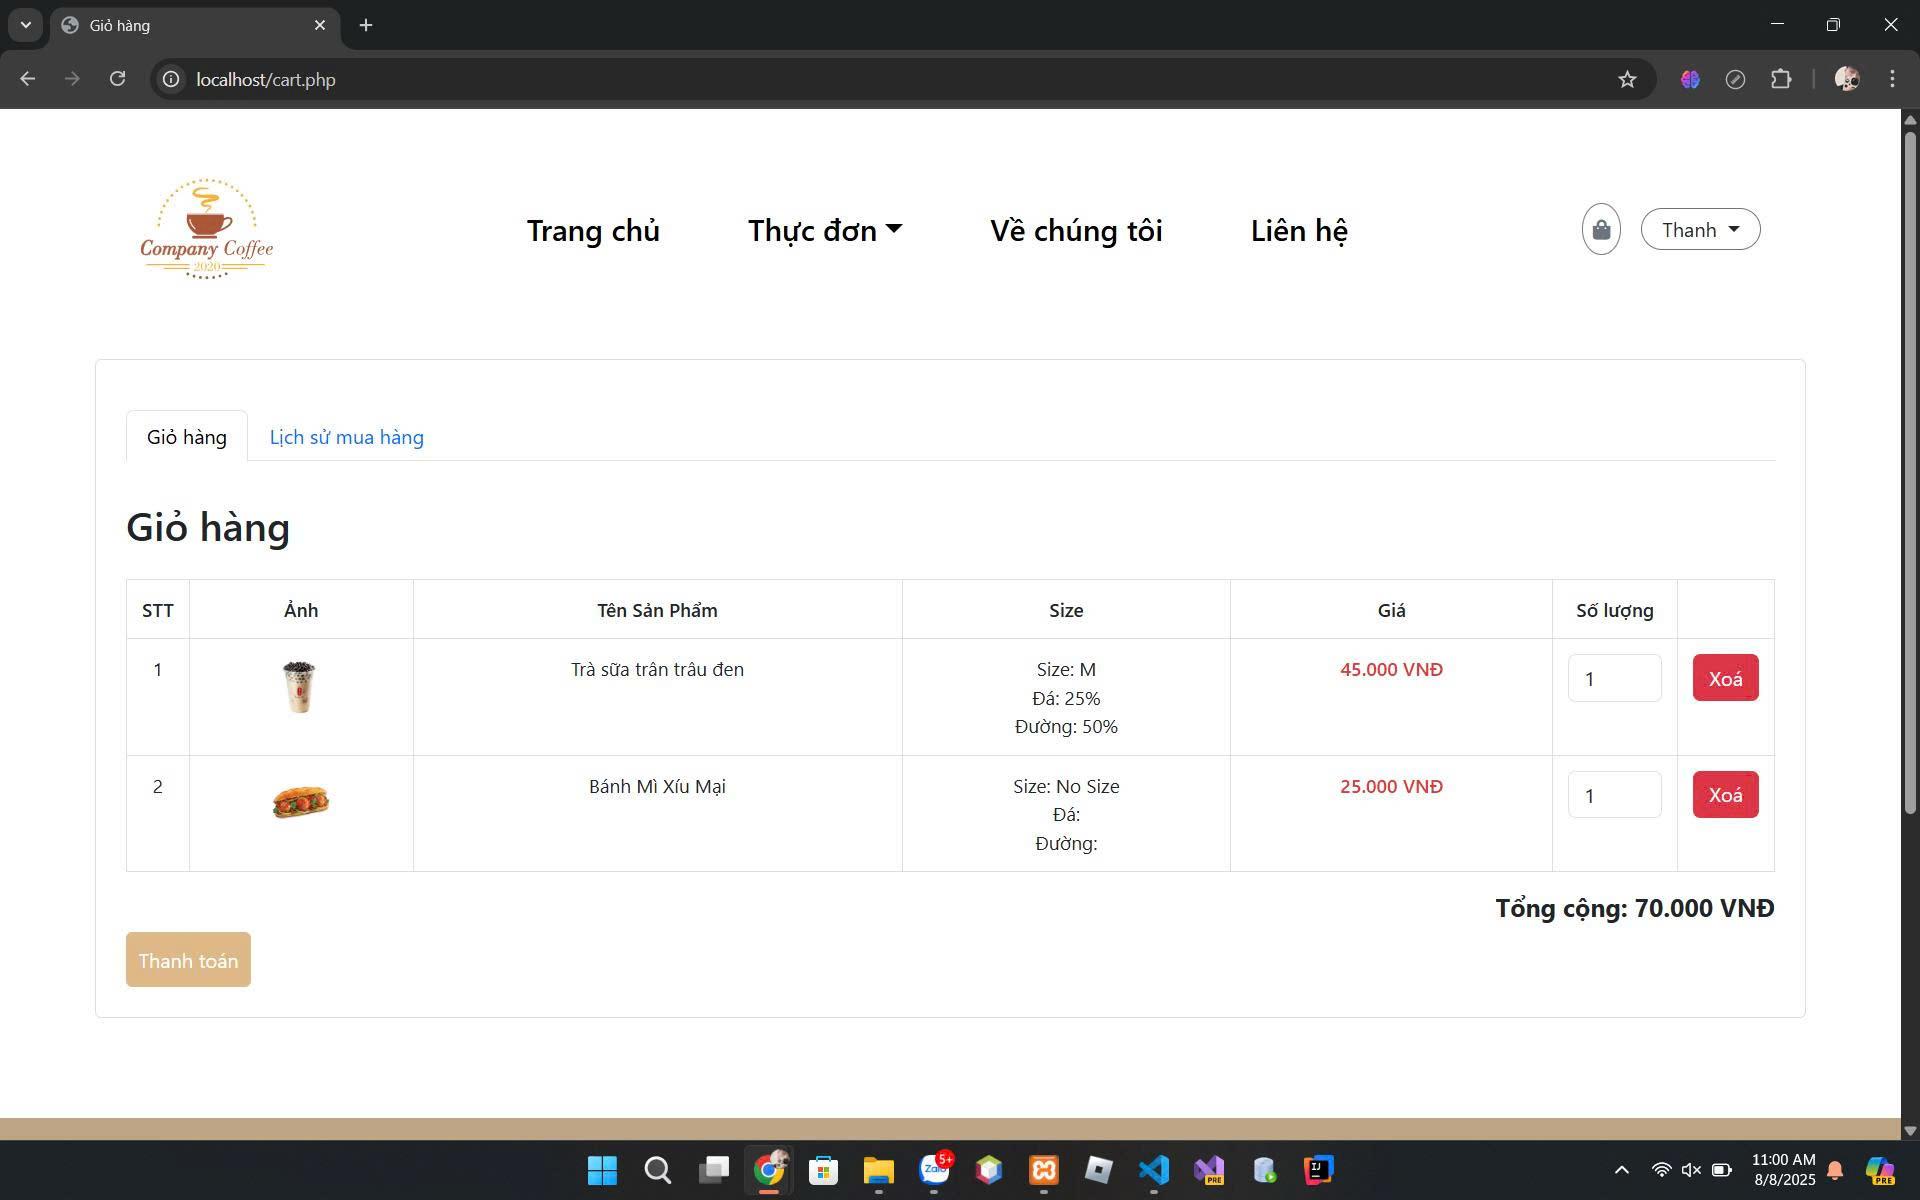 Giỏ hàng
localhost/cart.php
Company Coffee
2020
Trang chủ
Thực đơn
Về chúng tôi
Liên hệ
Thanh
Giỏ hàng
Lịch sử mua hàng
Giỏ hàng
STT
Ảnh
Tên Sản Phẩm
Size
Giá
Số lượng
1
Trà sữa trân trâu đen
Size: M
Đá: 25%
Đường: 50%
45.000 VNĐ
1
Xoá
2
Bánh Mì Xíu Mại
Size: No Size
Đá:
Đường:
25.000 VNĐ
1
Xoá
Tổng cộng: 70.000 VNĐ
Thanh toán
Zalo
5+
PRE
IJ
11:00 AM
8/8/2025
PRE